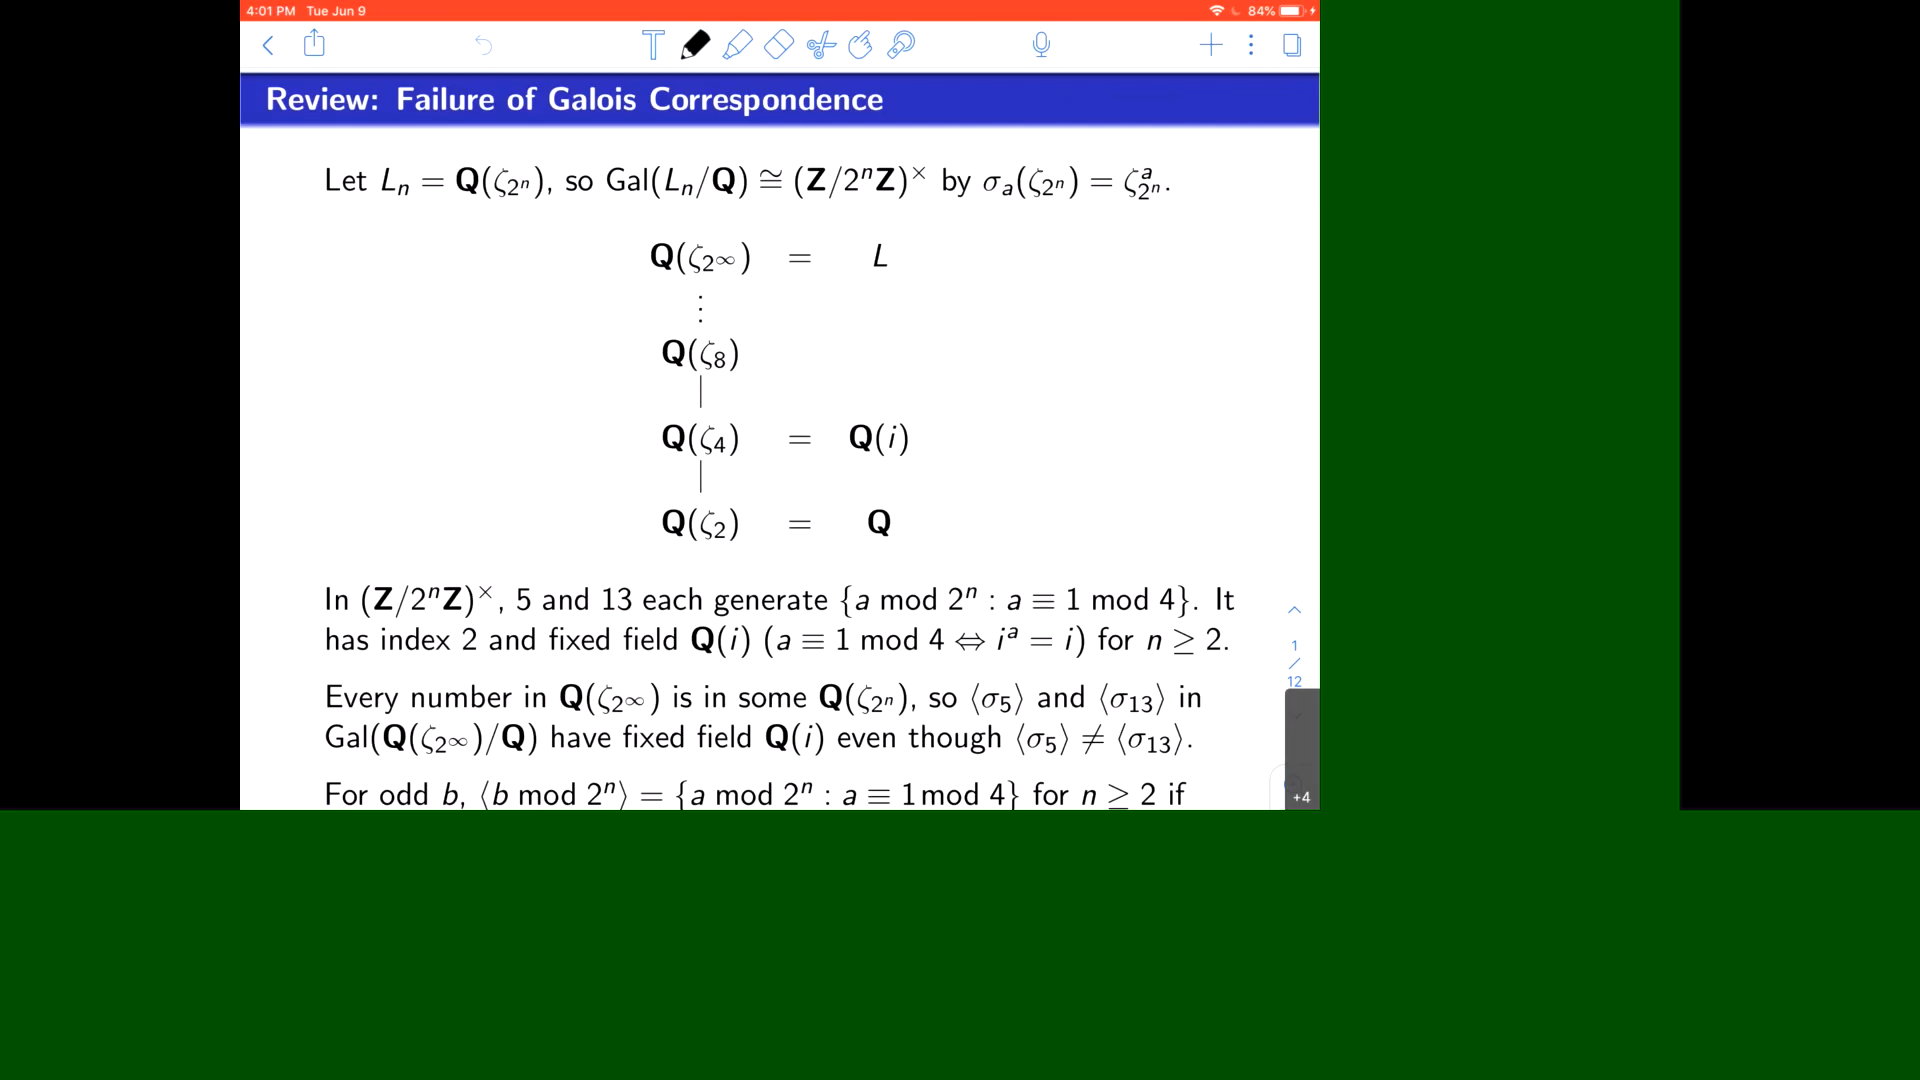 4:01 PM Tue Jun 9
84%
Review: Failure of Galois Correspondence
Let Lₙ = Q(ζ₂ⁿ), so Gal(Lₙ/Q) ≅ (Z/2ⁿZ)^× by σₐ(ζ₂ⁿ) = ζ₂ⁿ^a.
Q(ζ₂∞) = L
⋮
Q(ζ₈)
|
Q(ζ₄) = Q(i)
|
Q(ζ₂) = Q
In (Z/2ⁿZ)^×, 5 and 13 each generate {a mod 2ⁿ : a ≡ 1 mod 4}. It
has index 2 and fixed field Q(i) (a ≡ 1 mod 4 ⇔ i^a = i) for n ≥ 2.
Every number in Q(ζ₂∞) is in some Q(ζ₂ⁿ), so ⟨σ₅⟩ and ⟨σ₁₃⟩ in
Gal(Q(ζ₂∞)/Q) have fixed field Q(i) even though ⟨σ₅⟩ ≠ ⟨σ₁₃⟩.
For odd b, ⟨b mod 2ⁿ⟩ = {a mod 2ⁿ : a ≡ 1 mod 4} for n ≥ 2 if
1
/
12
+4